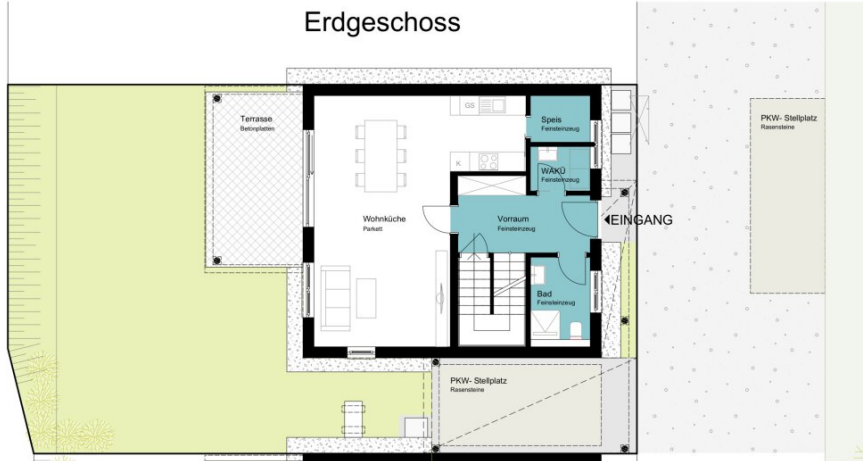 Erdgeschoss
Terrasse
Betonplatten
GS
K
Speis
Feinsteinzeug
WAKÜ
Feinsteinzeug
PKW- Stellplatz
Rasensteine
Wohnküche
Parkett
Vorraum
Feinsteinzeug
EINGANG
Bad
Feinsteinzeug
PKW- Stellplatz
Rasensteine